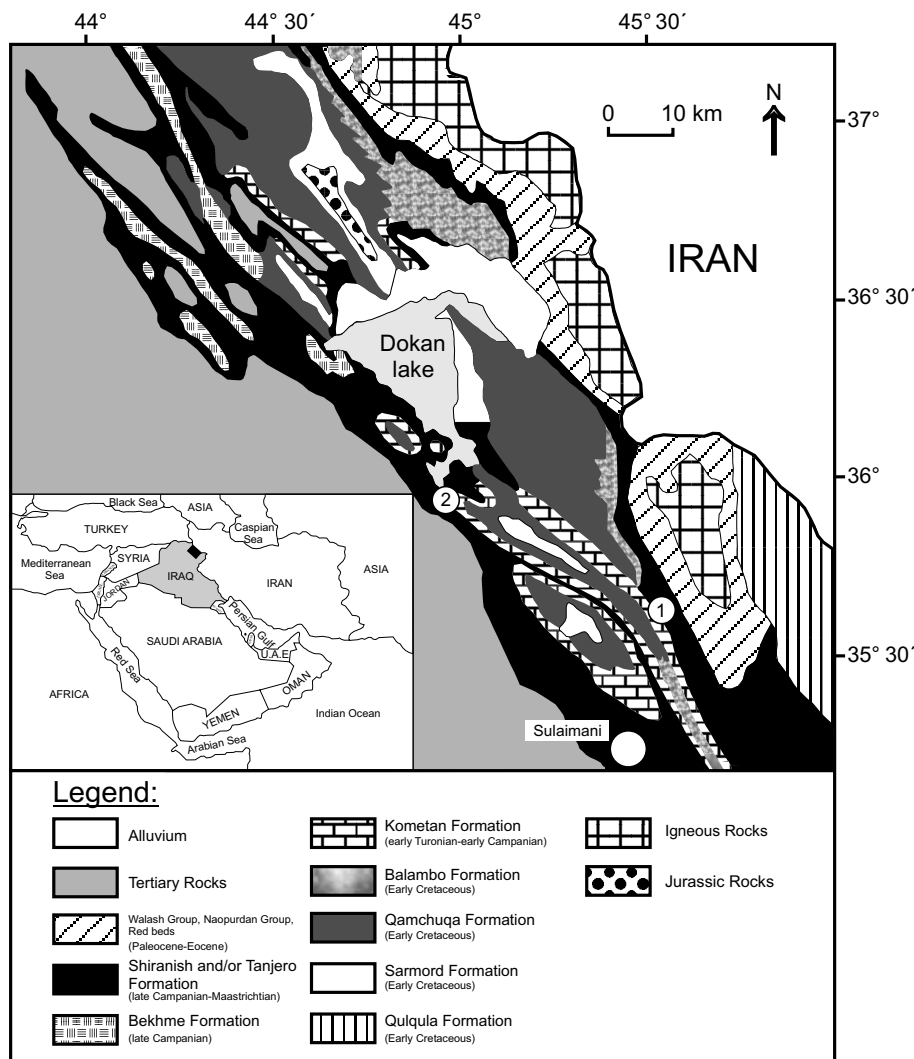 44° 44° 30´ 45° 45° 30´
0 10 km
N
37°
IRAN
36° 30´
Dokan
lake
36°
2
1
35° 30´
Sulaimani
Black Sea
ASIA
Caspian
Sea
TURKEY
Mediterranean
Sea
SYRIA
IRAQ
IRAN
ASIA
JORDAN
Persian Gulf
SAUDI ARABIA
U.A.E
Red Sea
OMAN
AFRICA
YEMEN
Indian Ocean
Arabian Sea
Legend:
Alluvium
Tertiary Rocks
Walash Group, Naopurdan Group,
Red beds
(Paleocene-Eocene)
Shiranish and/or Tanjero
Formation
(late Campanian-Maastrichtian)
Bekhme Formation
(late Campanian)
Kometan Formation
(early Turonian-early Campanian)
Balambo Formation
(Early Cretaceous)
Qamchuqa Formation
(Early Cretaceous)
Sarmord Formation
(Early Cretaceous)
Qulqula Formation
(Early Cretaceous)
Igneous Rocks
Jurassic Rocks